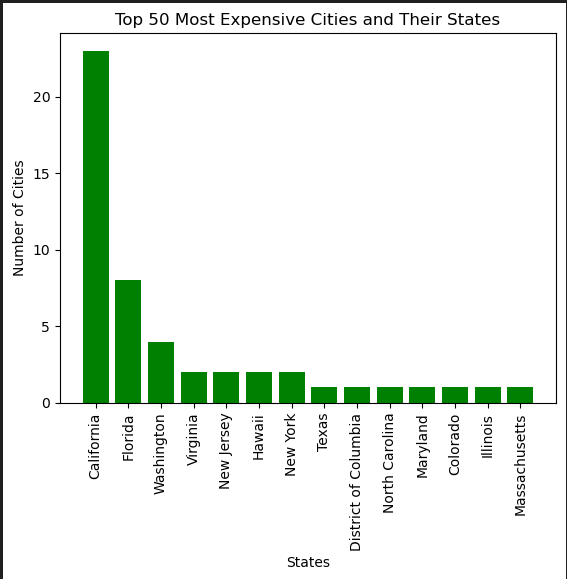 Top 50 Most Expensive Cities and Their States
Number of Cities
20
15
10
5
0
California
Florida
Washington
Virginia
New Jersey
Hawaii
New York
Texas
District of Columbia
North Carolina
Maryland
Colorado
Illinois
Massachusetts
States